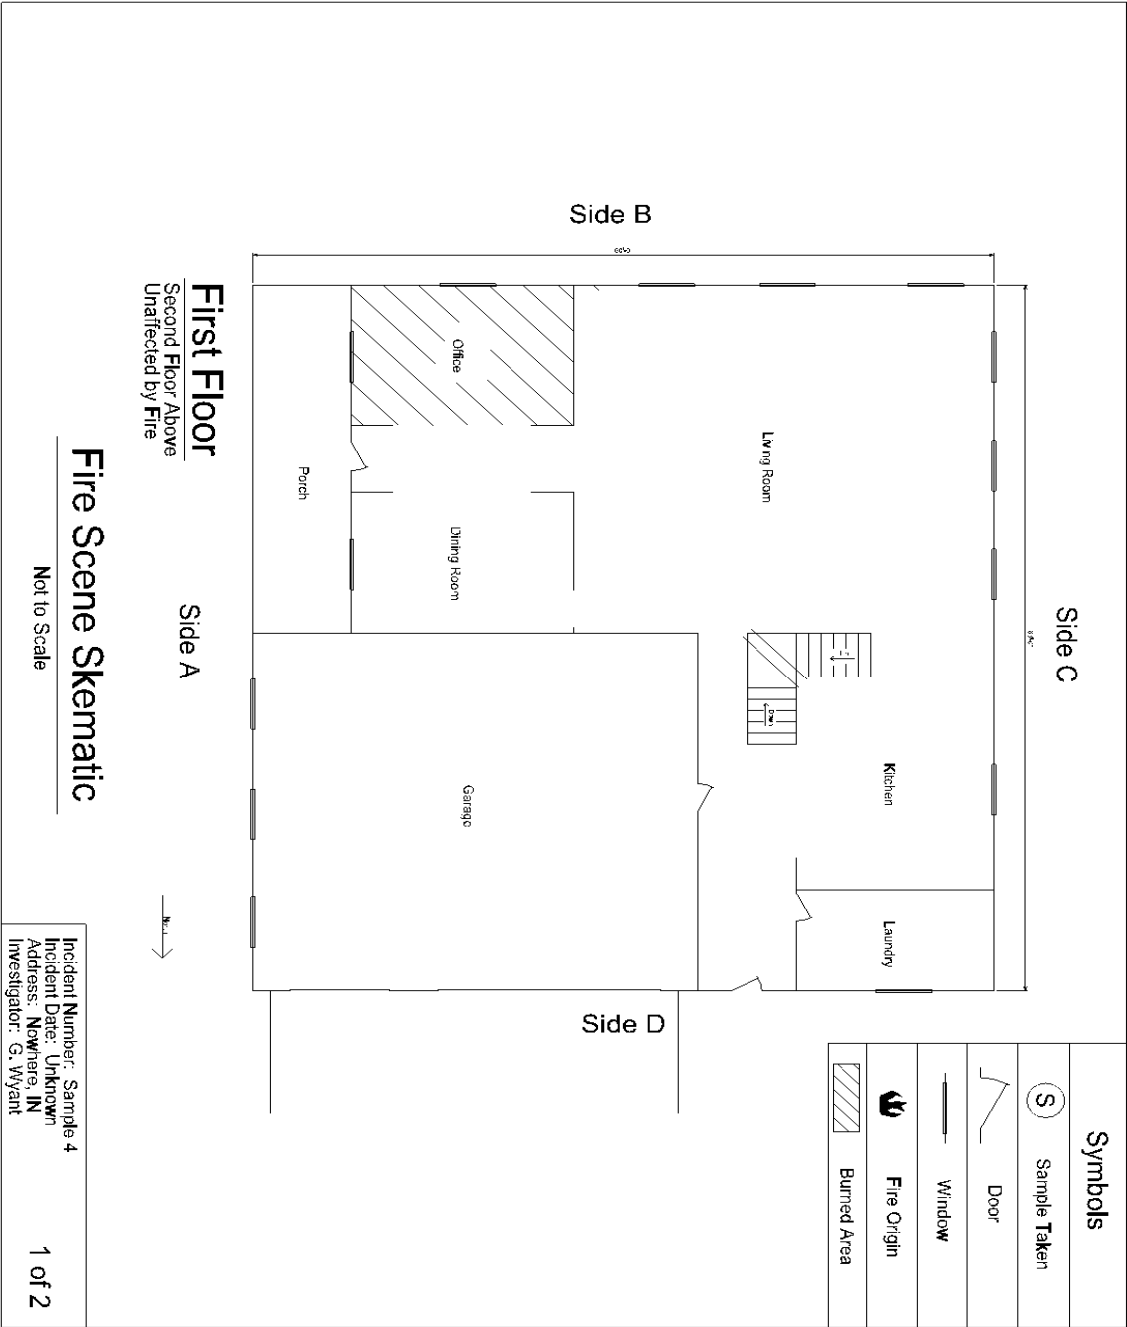 Side B
First Floor
Second Floor Above
Unaffected by Fire
Office
Living Room
Porch
Dining Room
Side A
Side C
Kitchen
Garage
Laundry
Down
Side D
Fire Scene Skematic
Not to Scale
Symbols
S
Sample Taken
Door
Window
Fire Origin
Burned Area
Incident Number: Sample 4
Incident Date: Unknown
Address: Nowhere, IN
Investigator: G. Wyant
1 of 2